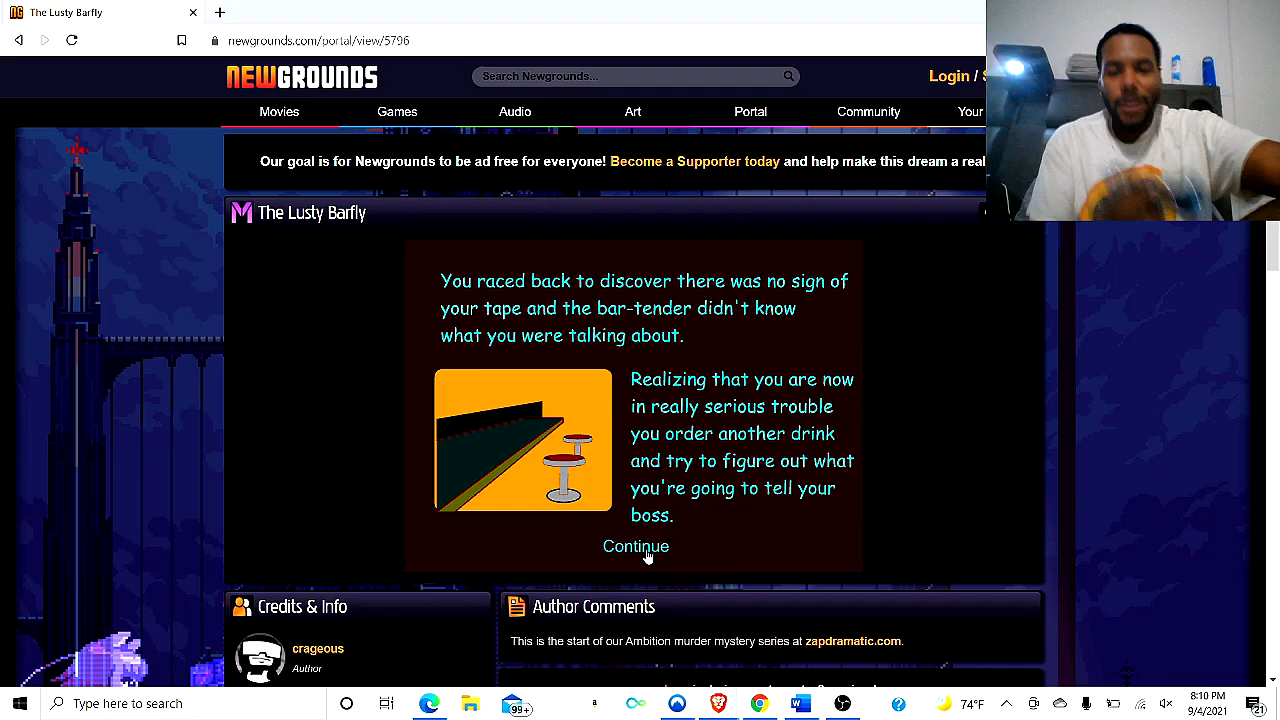 The Lusty Barfly
newgrounds.com/portal/view/5796
NEWGROUNDS
Search Newgrounds...
Login / S
Movies
Games
Audio
Art
Portal
Community
Your
Our goal is for Newgrounds to be ad free for everyone! Become a Supporter today and help make this dream a real
The Lusty Barfly
You raced back to discover there was no sign of
your tape and the bar-tender didn't know
what you were talking about.
Realizing that you are now
in really serious trouble
you order another drink
and try to figure out what
you're going to tell your
boss.
Continue
Credits & Info
crageous
Author
Author Comments
This is the start of our Ambition murder mystery series at zapdramatic.com.
Type here to search
99+
a
74°F
8:10 PM
9/4/2021
21